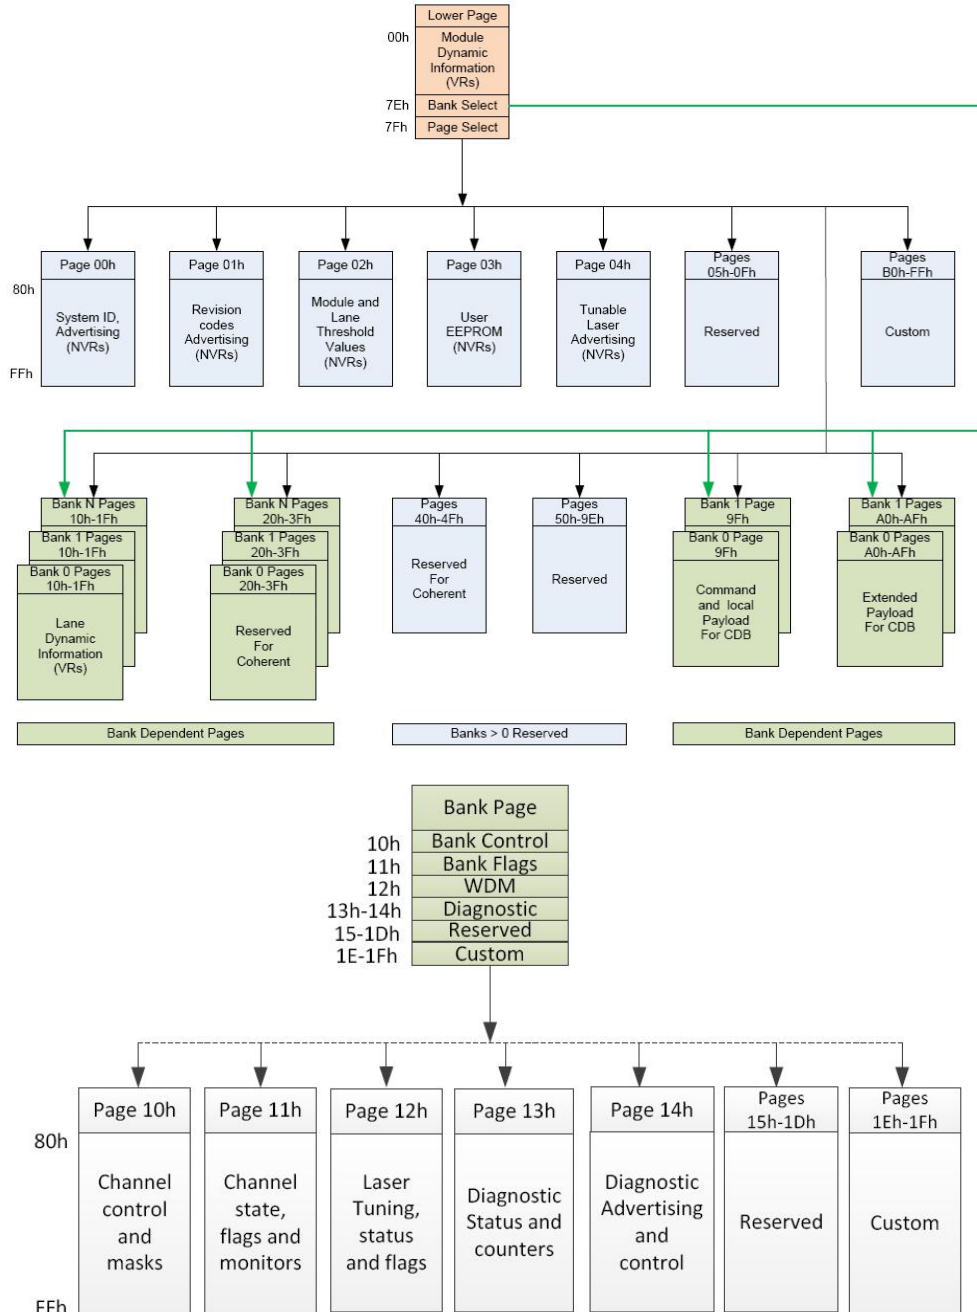 Lower Page
00h
Module
Dynamic
Information
(VRs)
7Eh
Bank Select
7Fh
Page Select
Page 00h
Page 01h
Page 02h
Page 03h
Page 04h
Pages
05h-0Fh
Pages
B0h-FFh
80h
System ID,
Advertising
(NVRs)
Revision
codes
Advertising
(NVRs)
Module and
Lane
Threshold
Values
(NVRs)
User
EEPROM
(NVRs)
Tunable
Laser
Advertising
(NVRs)
Reserved
Custom
FFh
Bank N Pages
10h-1Fh
Bank 1 Pages
10h-1Fh
Bank 0 Pages
10h-1Fh
Lane
Dynamic
Information
(VRs)
Bank N Pages
20h-3Fh
Bank 1 Pages
20h-3Fh
Bank 0 Pages
20h-3Fh
Reserved
For
Coherent
Pages
40h-4Fh
Reserved
For
Coherent
Pages
50h-9Eh
Reserved
Bank 1 Page
9Fh
Bank 0 Page
9Fh
Command
and local
Payload
For CDB
Bank 1 Pages
A0h-AFh
Bank 0 Pages
A0h-AFh
Extended
Payload
For CDB
Bank Dependent Pages
Banks > 0 Reserved
Bank Dependent Pages
Bank Page
10h
Bank Control
11h
Bank Flags
12h
WDM
13h-14h
Diagnostic
15-1Dh
Reserved
1E-1Fh
Custom
Page 10h
Page 11h
Page 12h
Page 13h
Page 14h
Pages
15h-1Dh
Pages
1Eh-1Fh
80h
Channel
control
and
masks
Channel
state,
flags and
monitors
Laser
Tuning,
status
and flags
Diagnostic
Status and
counters
Diagnostic
Advertising
and
control
Reserved
Custom
FFh